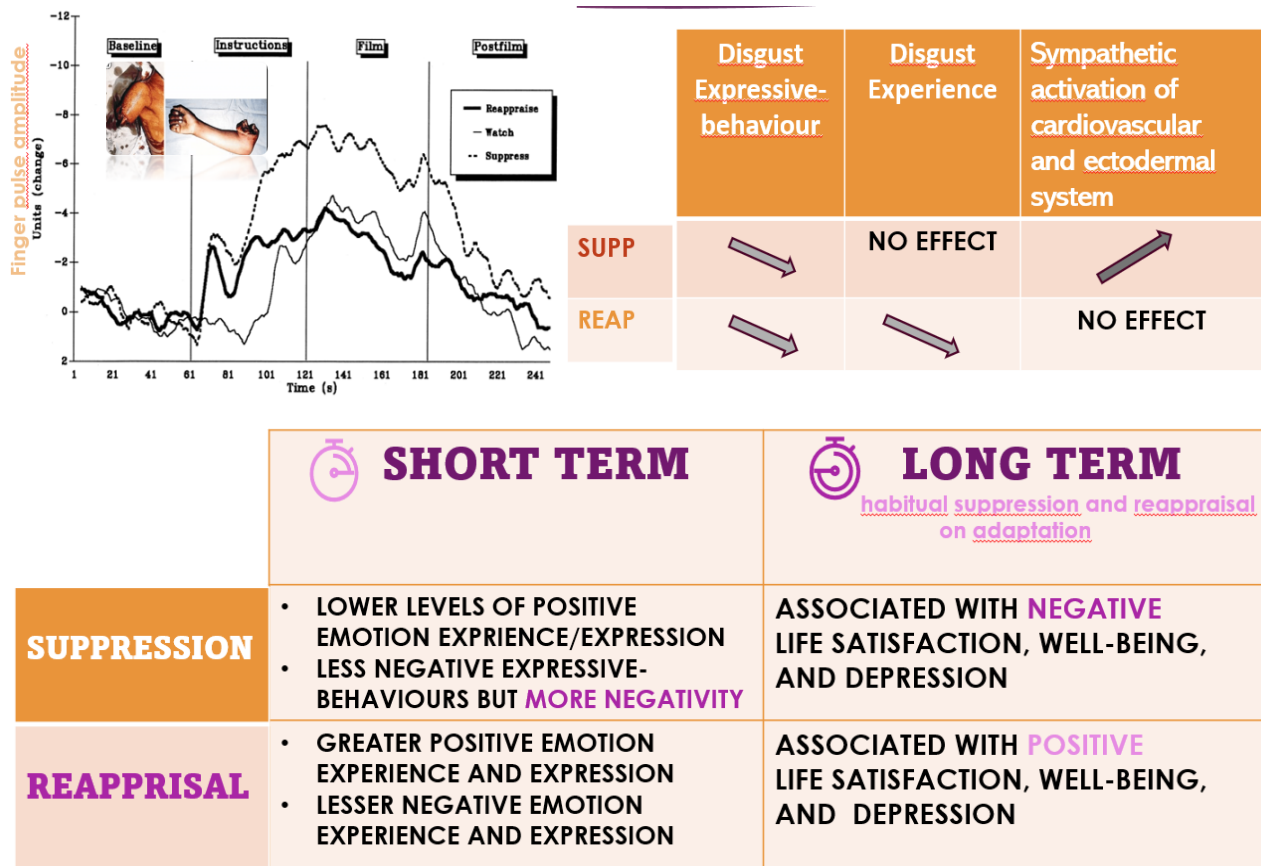 Finger pulse amplitude
Units (change)
-12
-10
-8
-6
-4
-2
0
2
Baseline
Instructions
Film
Postfilm
Reappraise
Watch
Suppress
1 21 41 61 81 101 121 141 161 181 201 221 241
Time (s)
Disgust
Expressive-
behaviour
Disgust
Experience
Sympathetic
activation of
cardiovascular
and ectodermal
system
SUPP
NO EFFECT
REAP
NO EFFECT
SHORT TERM
LONG TERM
habitual suppression and reappraisal
on adaptation
SUPPRESSION
• LOWER LEVELS OF POSITIVE
EMOTION EXPRIENCE/EXPRESSION
• LESS NEGATIVE EXPRESSIVE-
BEHAVIOURS BUT MORE NEGATIVITY
ASSOCIATED WITH NEGATIVE
LIFE SATISFACTION, WELL-BEING,
AND DEPRESSION
REAPPRISAL
• GREATER POSITIVE EMOTION
EXPERIENCE AND EXPRESSION
• LESSER NEGATIVE EMOTION
EXPERIENCE AND EXPRESSION
ASSOCIATED WITH POSITIVE
LIFE SATISFACTION, WELL-BEING,
AND DEPRESSION